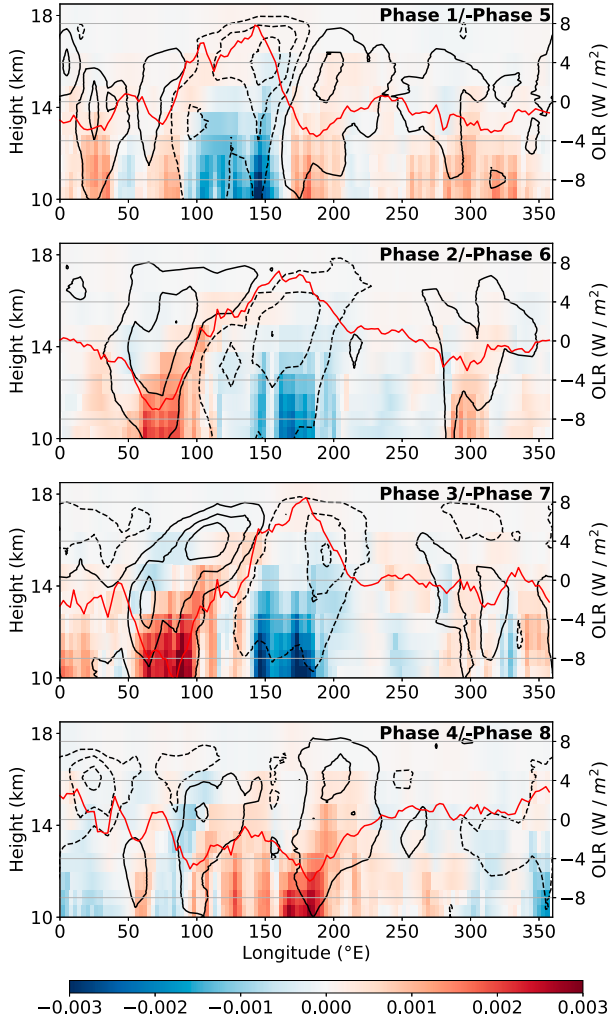 Phase 1/-Phase 5
Height (km)
18
14
10
8
4
0
−4
−8
OLR (W / m²)
0 50 100 150 200 250 300 350
Phase 2/-Phase 6
Height (km)
18
14
10
8
4
0
−4
−8
OLR (W / m²)
0 50 100 150 200 250 300 350
Phase 3/-Phase 7
Height (km)
18
14
10
8
4
0
−4
−8
OLR (W / m²)
0 50 100 150 200 250 300 350
Phase 4/-Phase 8
Height (km)
18
14
10
8
4
0
−4
−8
OLR (W / m²)
0 50 100 150 200 250 300 350
Longitude (°E)
−0.003 −0.002 −0.001 0.000 0.001 0.002 0.003